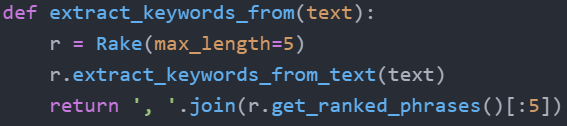 def extract_keywords_from(text):
    r = Rake(max_length=5)
    r.extract_keywords_from_text(text)
    return ', '.join(r.get_ranked_phrases()[:5])